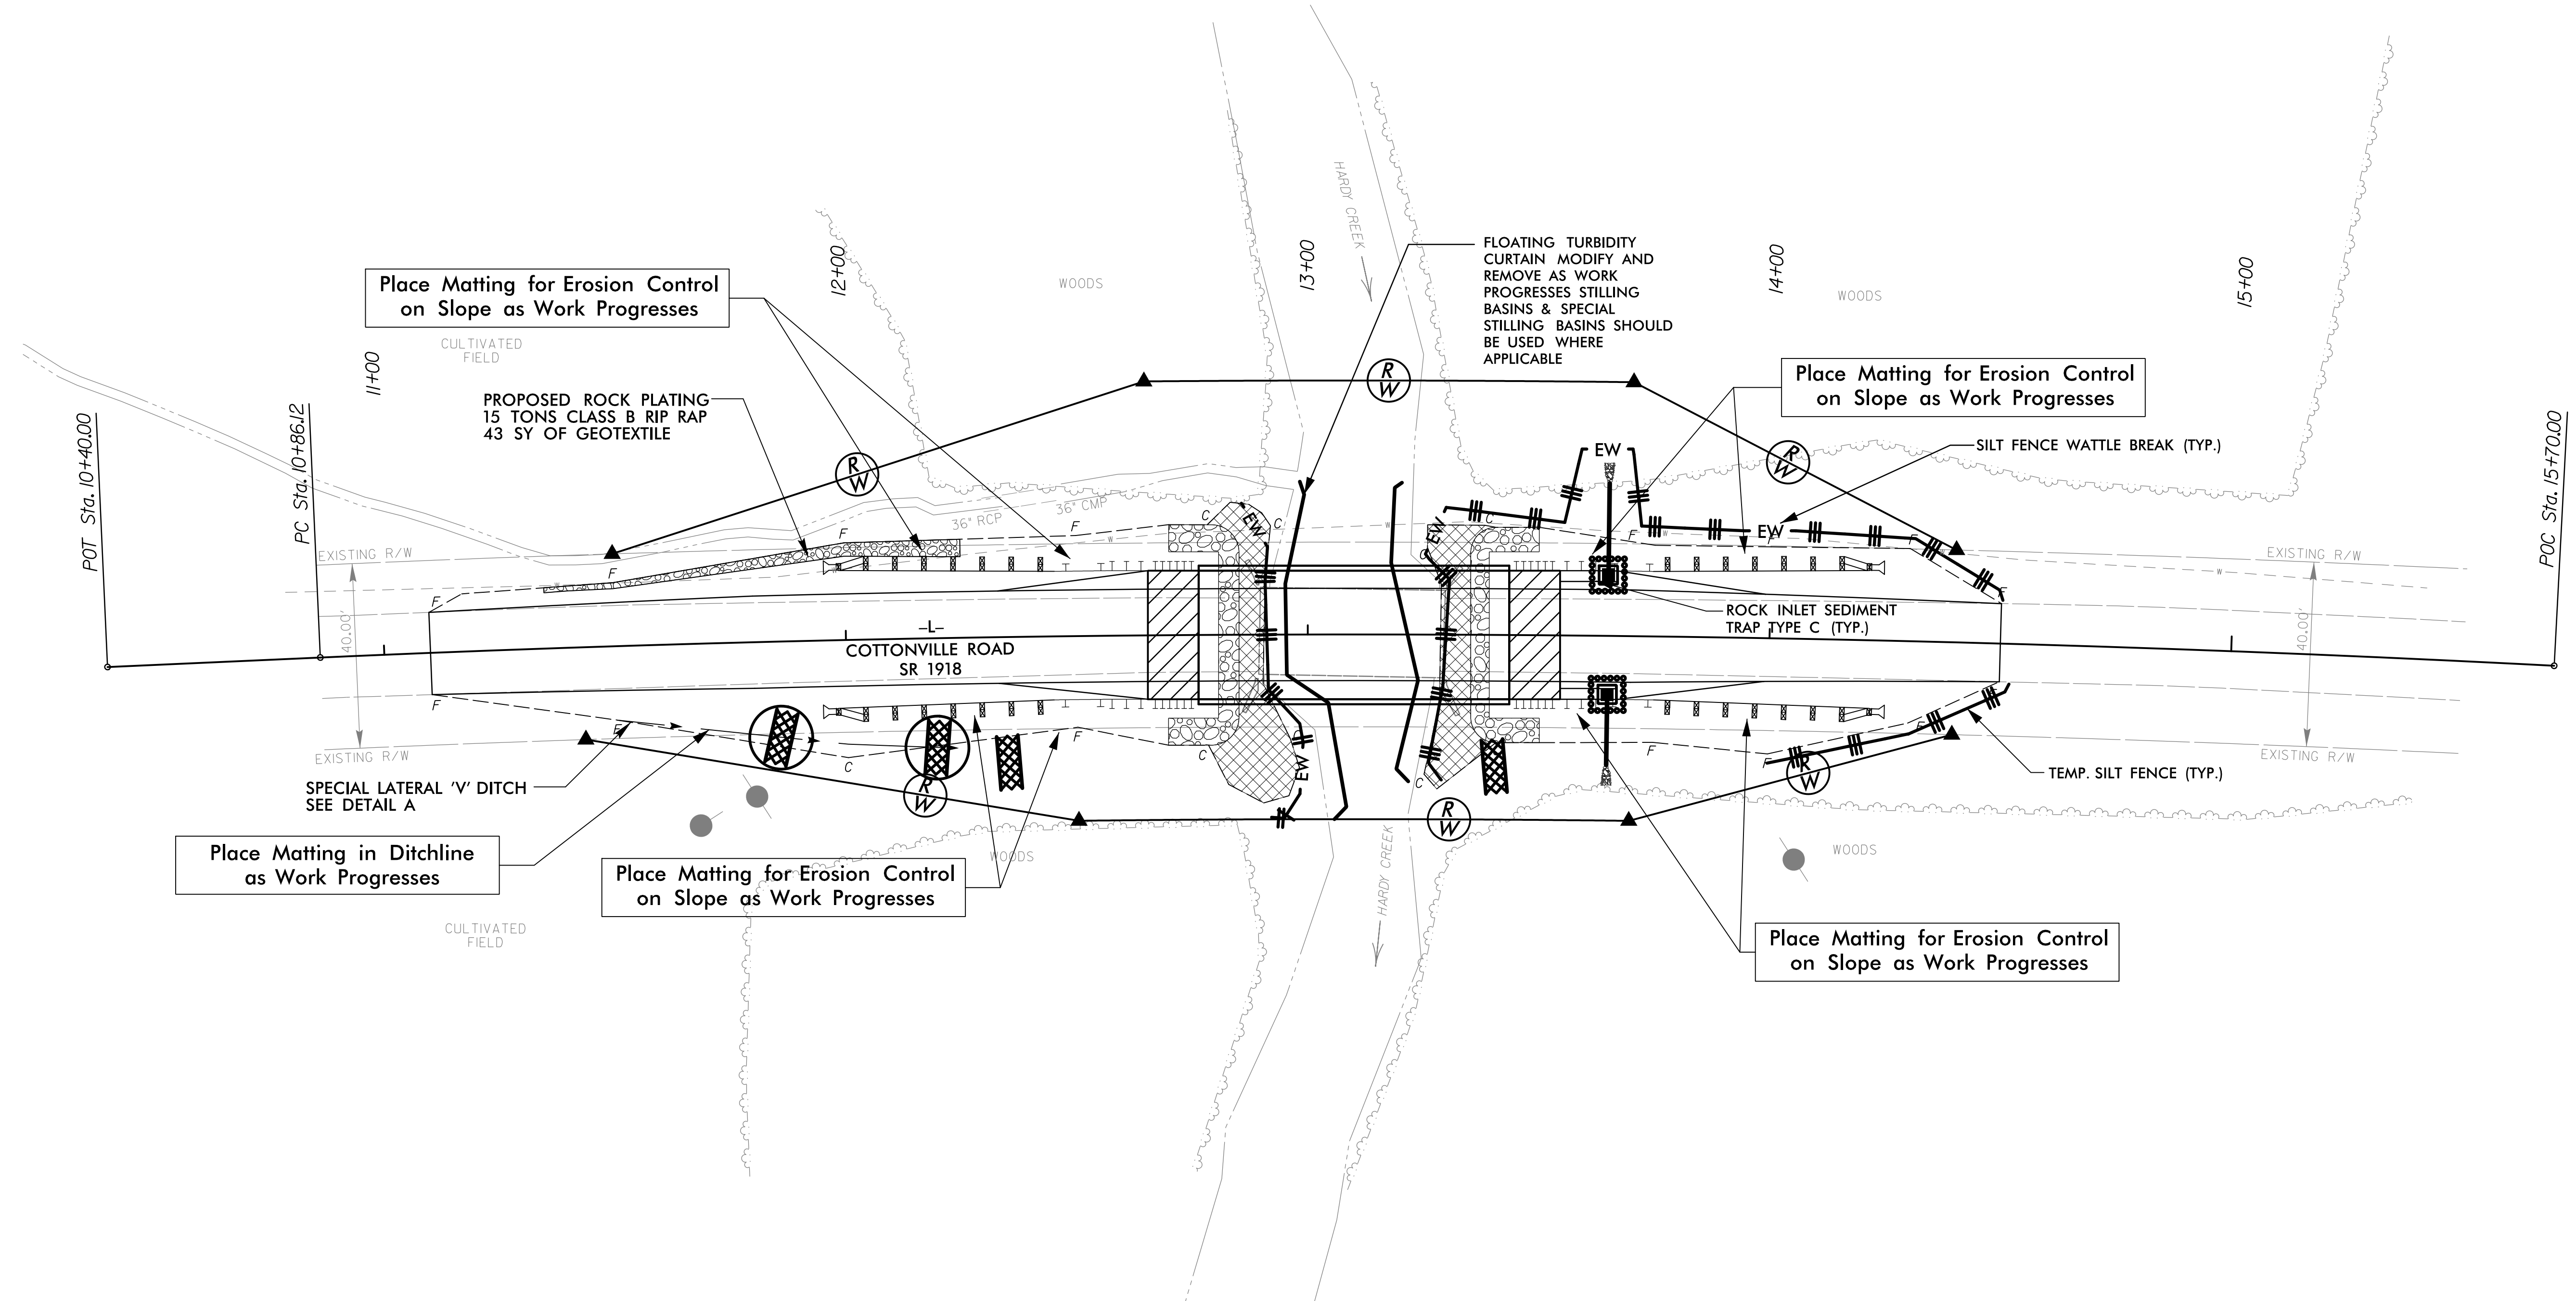 HARDY CREEK
FLOATING TURBIDITY
CURTAIN MODIFY AND
REMOVE AS WORK
PROGRESSES STILLING
BASINS & SPECIAL
STILLING BASINS SHOULD
BE USED WHERE
APPLICABLE
12+00
13+00
14+00
15+00
WOODS
WOODS
Place Matting for Erosion Control
on Slope as Work Progresses
CULTIVATED
FIELD
11+00
PROPOSED ROCK PLATING
15 TONS CLASS B RIP RAP
43 SY OF GEOTEXTILE
R
W
R
W
R
W
Place Matting for Erosion Control
on Slope as Work Progresses
SILT FENCE WATTLE BREAK (TYP.)
POT Sta. 10+40.00
PC Sta. 10+86.12
POC Sta. 15+70.00
EW
EW
EW
EW
36" RCP
36" CMP
C
C
C
C
F
F
F
F
F
F
F
F
W
W
W
W
W
EXISTING R/W
EXISTING R/W
40.00'
40.00'
ROCK INLET SEDIMENT
TRAP TYPE C (TYP.)
-L-
COTTONVILLE ROAD
SR 1918
F
F
F
F
F
F
F
C
C
C
EW
EXISTING R/W
EXISTING R/W
SPECIAL LATERAL 'V' DITCH
SEE DETAIL A
TEMP. SILT FENCE (TYP.)
R
W
R
W
R
W
Place Matting in Ditchline
as Work Progresses
WOODS
WOODS
Place Matting for Erosion Control
on Slope as Work Progresses
HARDY CREEK
CULTIVATED
FIELD
Place Matting for Erosion Control
on Slope as Work Progresses